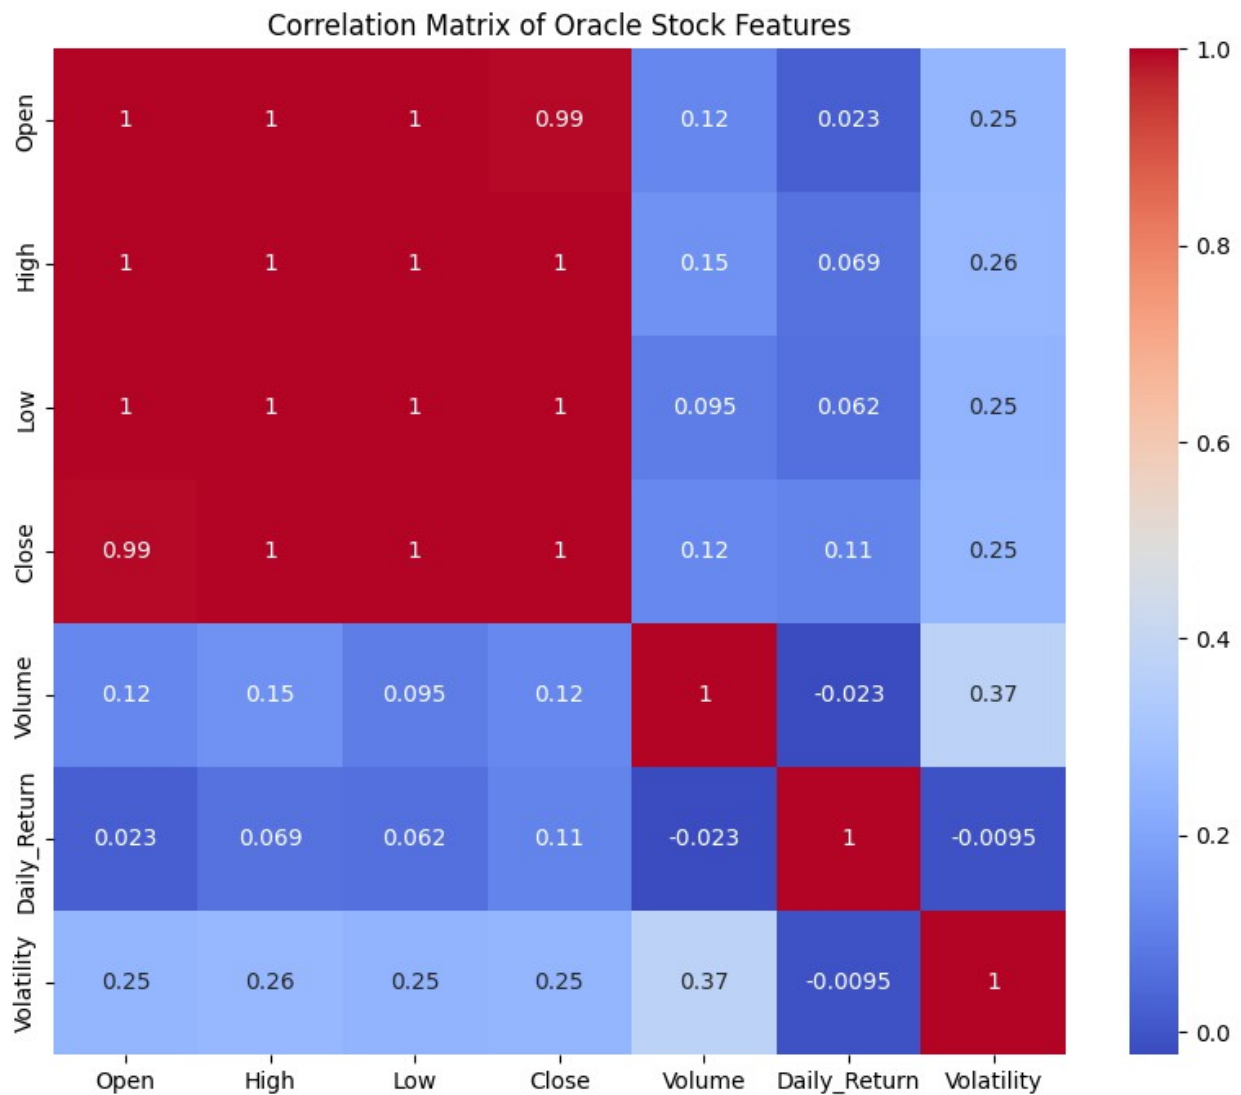 Correlation Matrix of Oracle Stock Features
Open 1 1 1 0.99 0.12 0.023 0.25
High 1 1 1 1 0.15 0.069 0.26
Low 1 1 1 1 0.095 0.062 0.25
Close 0.99 1 1 1 0.12 0.11 0.25
Volume 0.12 0.15 0.095 0.12 1 -0.023 0.37
Daily_Return 0.023 0.069 0.062 0.11 -0.023 1 -0.0095
Volatility 0.25 0.26 0.25 0.25 0.37 -0.0095 1
Open High Low Close Volume Daily_Return Volatility
1.0
0.8
0.6
0.4
0.2
0.0